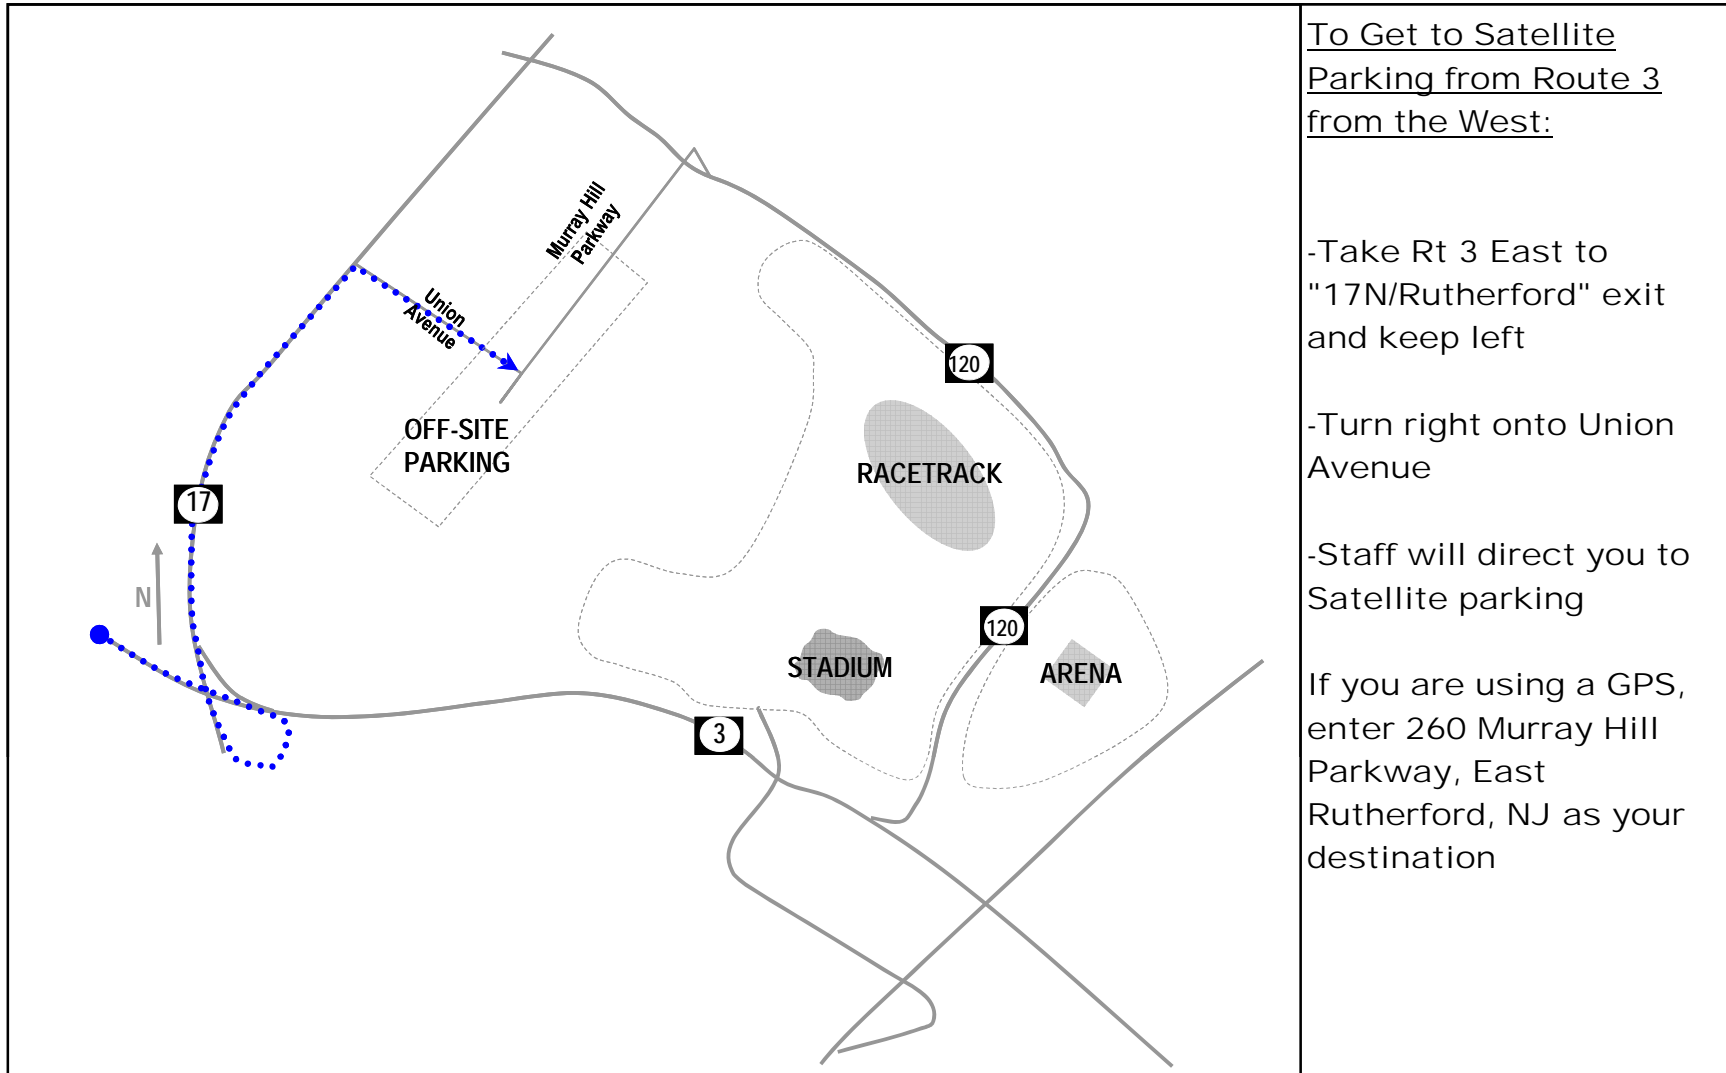 Murray Hill
Parkway
Union
Avenue
OFF-SITE
PARKING
120
RACETRACK
17
N
120
STADIUM
ARENA
3
To Get to Satellite
Parking from Route 3
from the West:
-Take Rt 3 East to
"17N/Rutherford" exit
and keep left
-Turn right onto Union
Avenue
-Staff will direct you to
Satellite parking
If you are using a GPS,
enter 260 Murray Hill
Parkway, East
Rutherford, NJ as your
destination